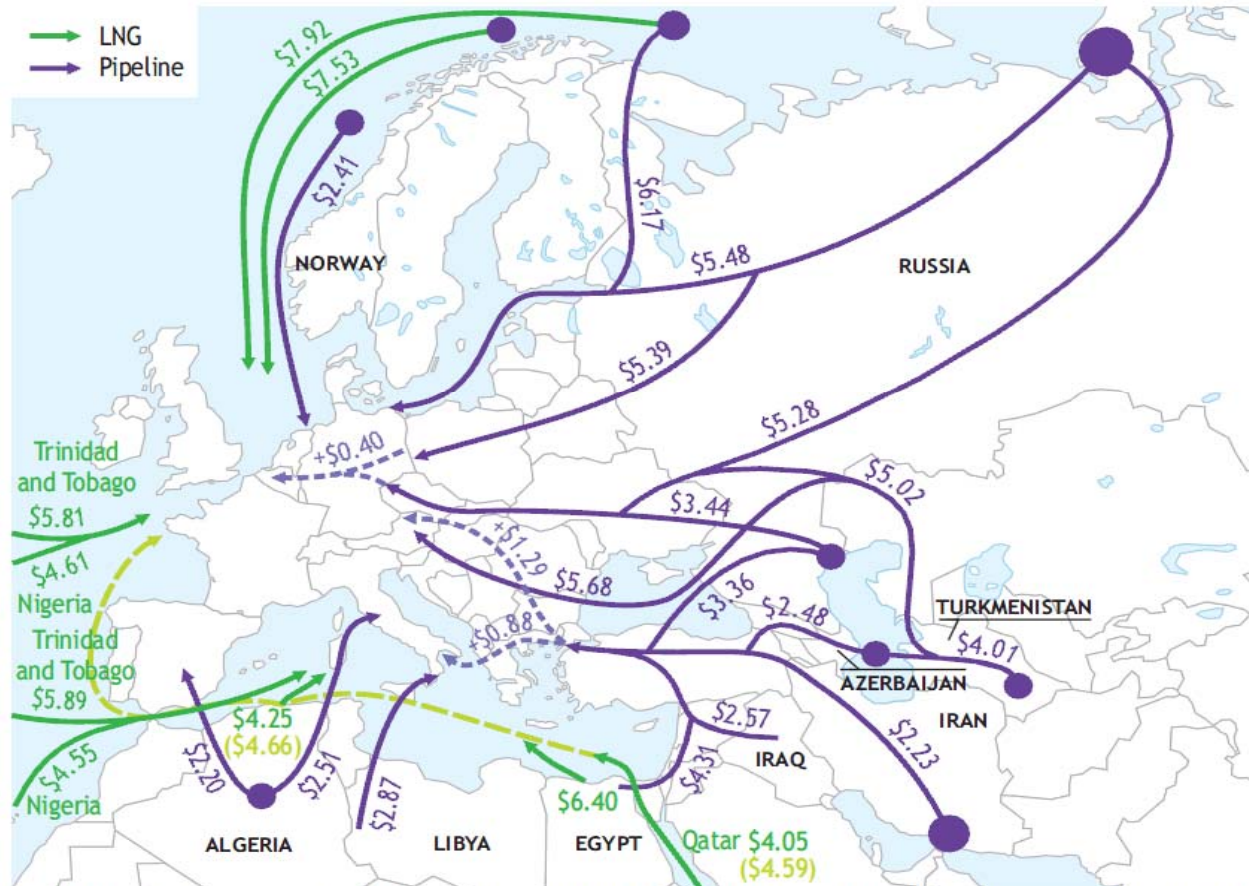 LNG
Pipeline
$7.92
$7.53
$2.41
$6.17
NORWAY
$5.48
RUSSIA
$5.39
$5.28
+$0.40
Trinidad
and Tobago
$5.81
$4.61
Nigeria
$5.02
$3.44
+$1.29
$5.68
$3.36
$2.48
TURKMENISTAN
Trinidad
and Tobago
$5.89
+$0.88
$4.01
AZERBAIJAN
$4.25
($4.66)
$2.57
IRAN
$4.55
Nigeria
$2.20
$2.51
$2.87
$4.31
IRAQ
$2.23
$6.40
ALGERIA
LIBYA
EGYPT
Qatar $4.05
($4.59)